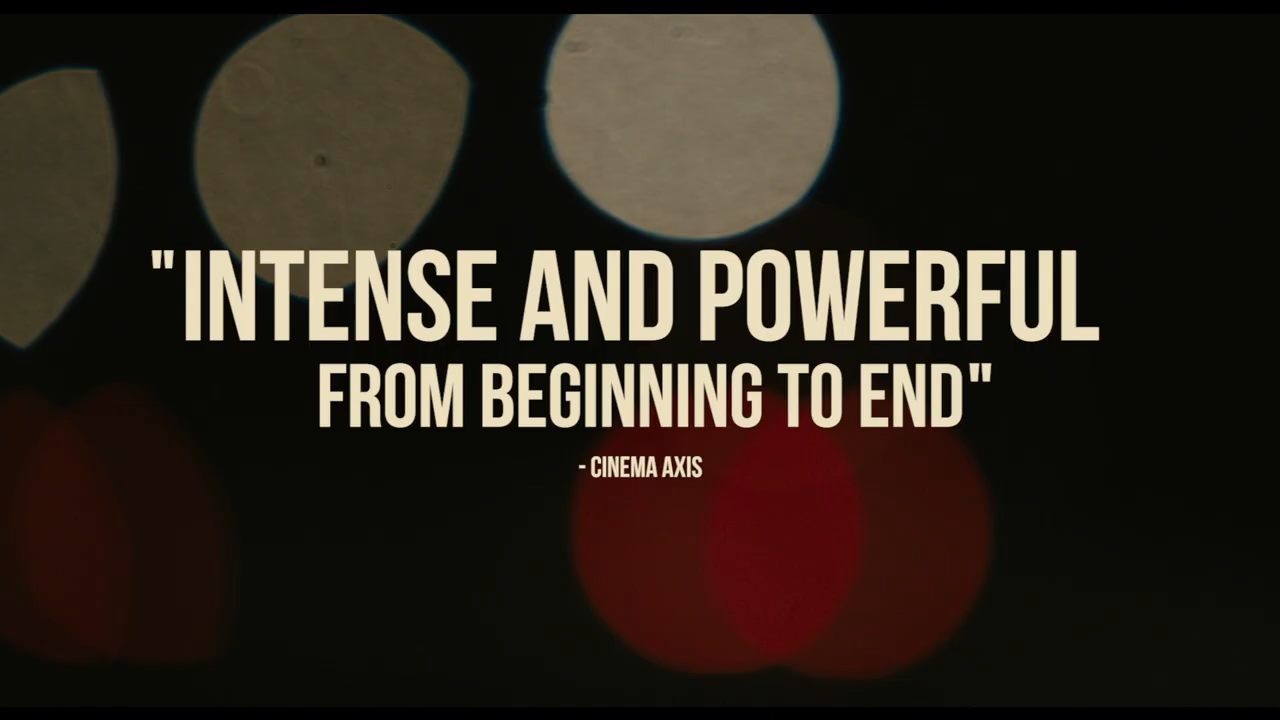 "INTENSE AND POWERFUL
FROM BEGINNING TO END"
- CINEMA AXIS